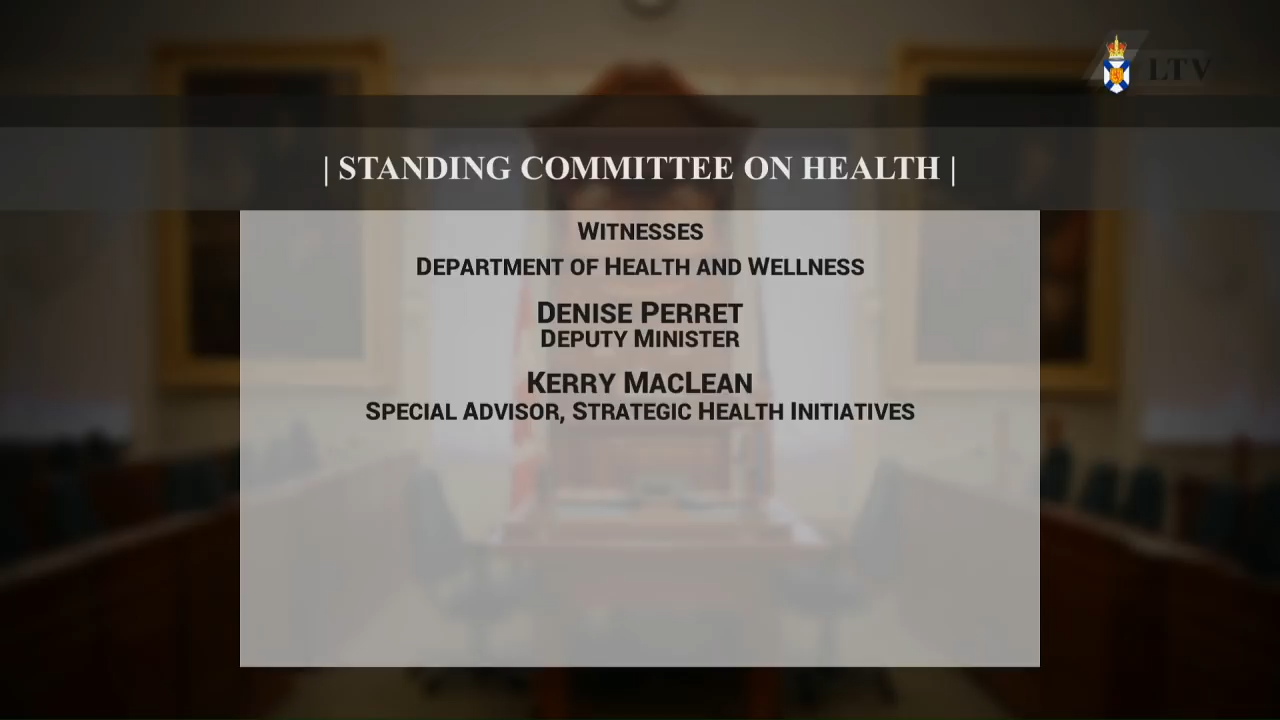 LTV
| STANDING COMMITTEE ON HEALTH |
WITNESSES
DEPARTMENT OF HEALTH AND WELLNESS
DENISE PERRET
DEPUTY MINISTER
KERRY MACLEAN
SPECIAL ADVISOR, STRATEGIC HEALTH INITIATIVES